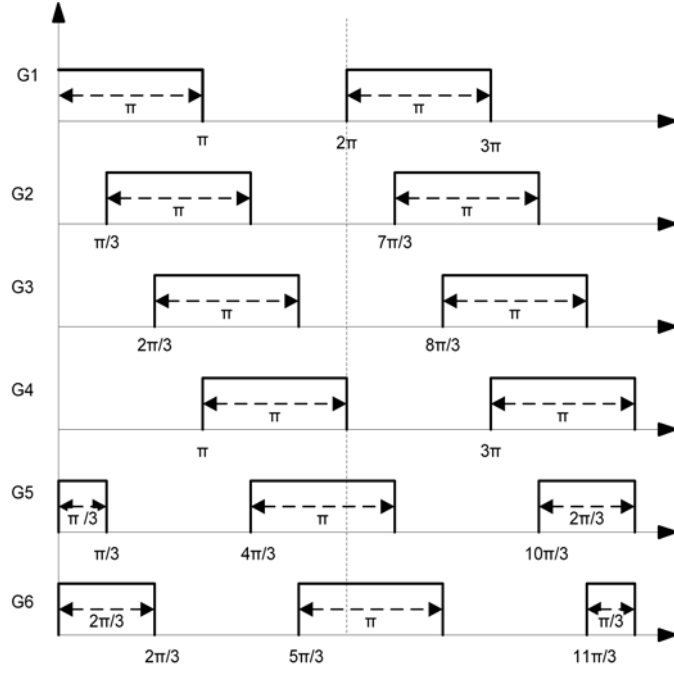 G1
π π
π 2π 3π
G2
π π
π/3 7π/3
G3
π π
2π/3 8π/3
G4
π π
π 3π
G5
π /3 π 2π/3
π/3 4π/3 10π/3
G6
2π/3 π π/3
2π/3 5π/3 11π/3